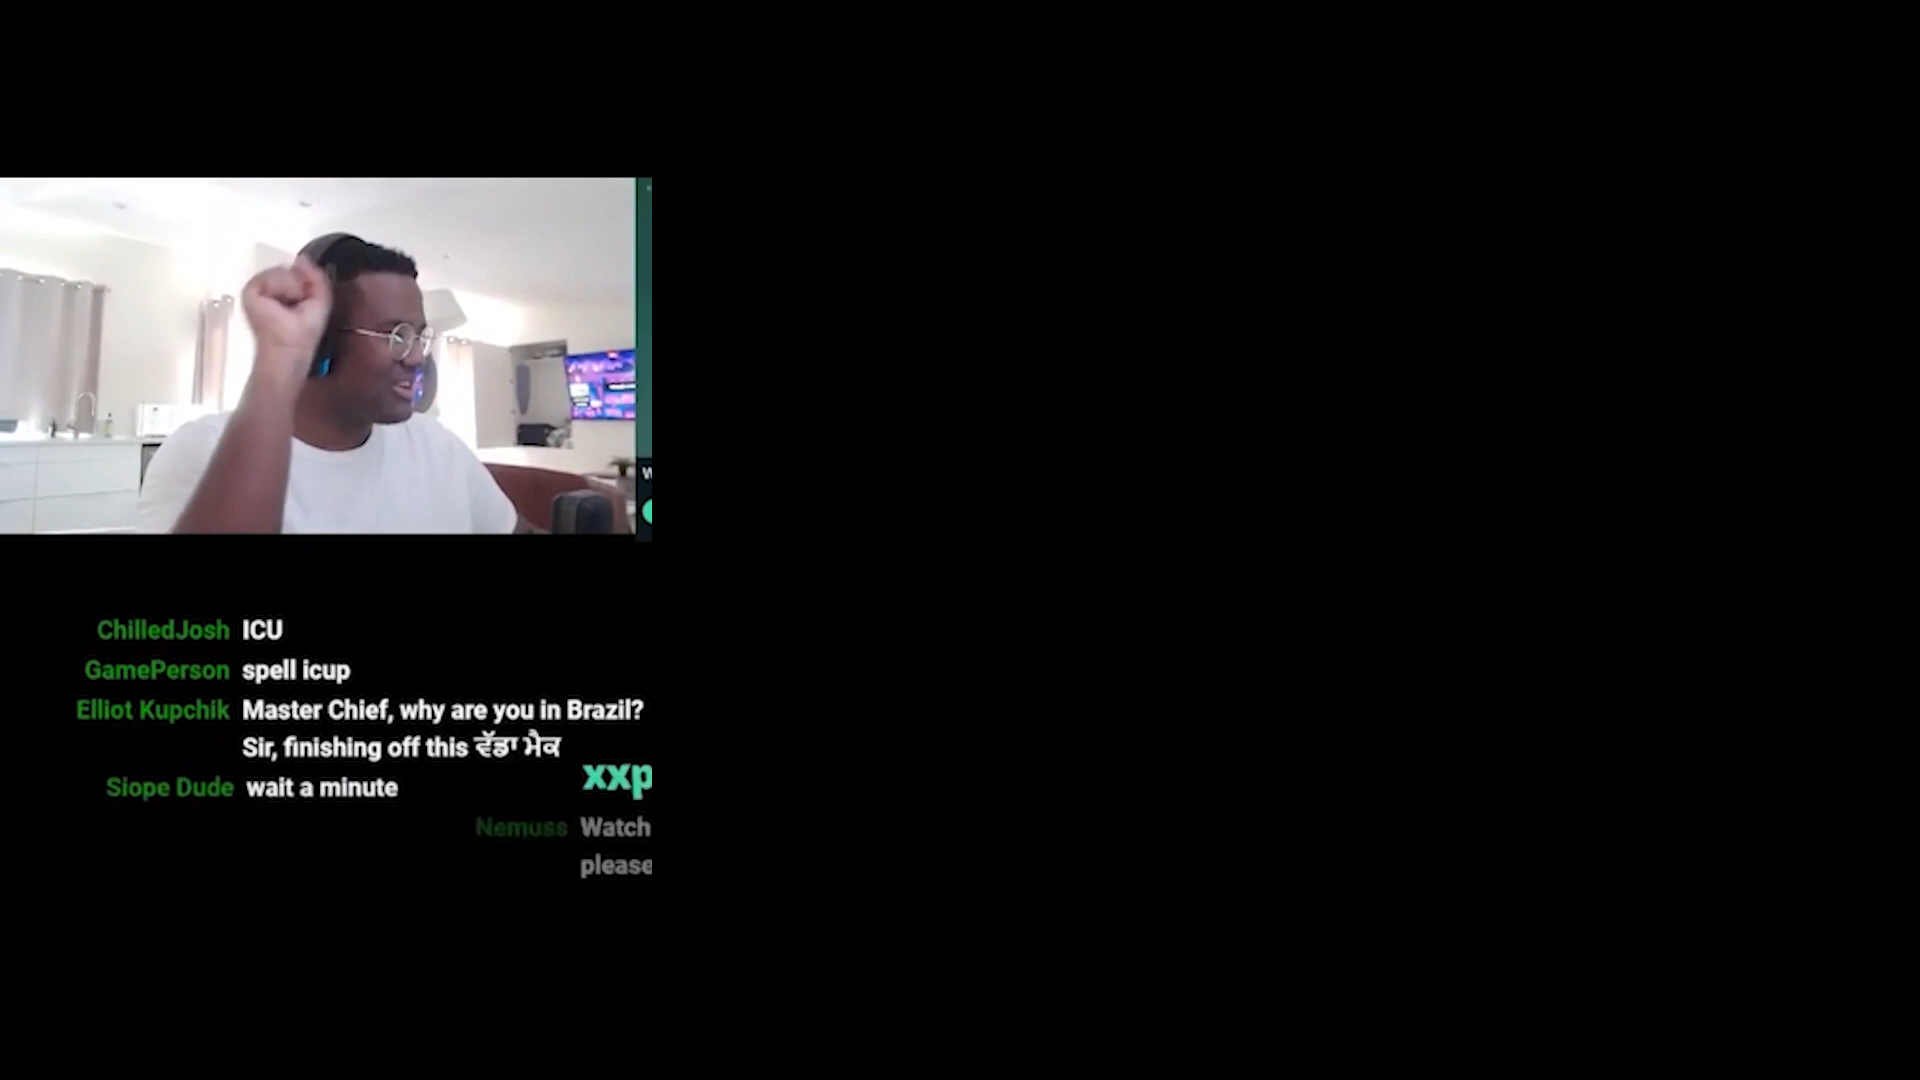 ChilledJosh ICU
GamePerson spell icup
Elliot Kupchik Master Chief, why are you in Brazil?
Sir, finishing off this ਵੱਡਾ ਮੈਕ
Siope Dude wait a minute
xxp
Nemuss Watch
please